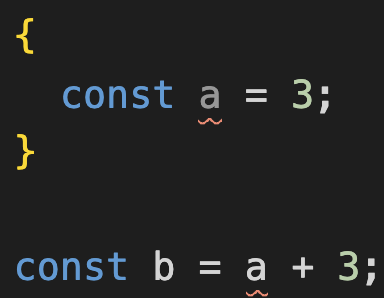 {
  const a = 3;
}

const b = a + 3;